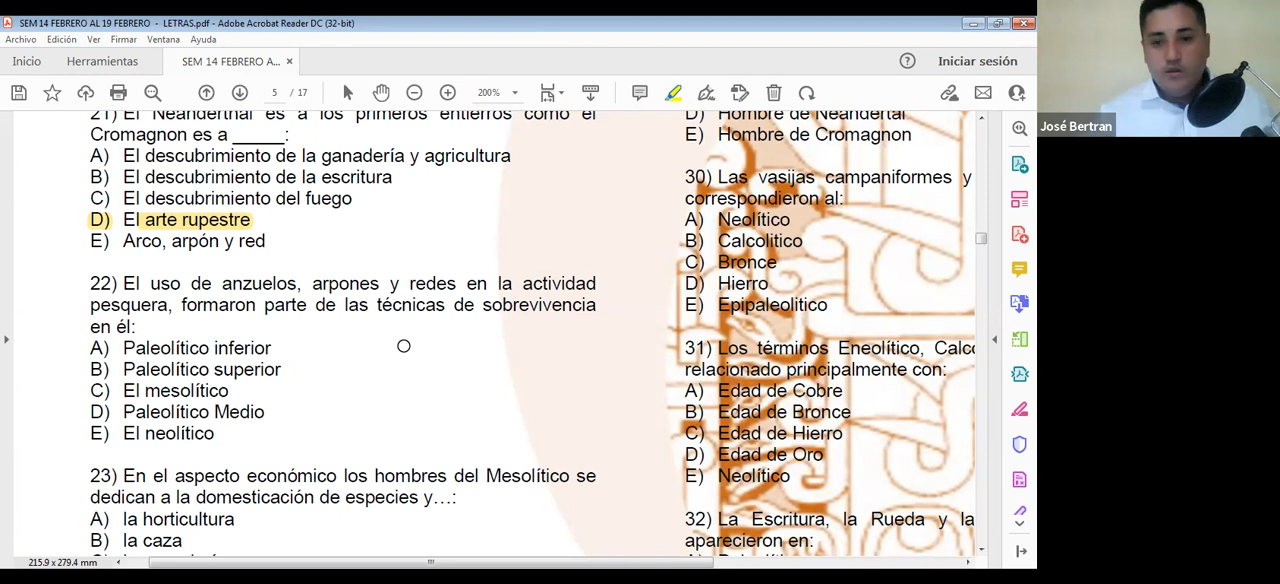 SEM 14 FEBRERO AL 19 FEBRERO - LETRAS.pdf - Adobe Acrobat Reader DC (32-bit)
Archivo Edición Ver Firmar Ventana Ayuda
Inicio Herramientas SEM 14 FEBRERO A... × ? Iniciar sesión
5 / 17 200%
José Bertran
21) El Neanderthal es a los primeros entierros como el
Cromagnon es a _____:
A) El descubrimiento de la ganadería y agricultura
B) El descubrimiento de la escritura
C) El descubrimiento del fuego
D) El arte rupestre
E) Arco, arpón y red
22) El uso de anzuelos, arpones y redes en la actividad
pesquera, formaron parte de las técnicas de sobrevivencia
en él:
A) Paleolítico inferior
B) Paleolítico superior
C) El mesolítico
D) Paleolítico Medio
E) El neolítico
23) En el aspecto económico los hombres del Mesolítico se
dedican a la domesticación de especies y…:
A) la horticultura
B) la caza
D) Hombre de Neandertal
E) Hombre de Cromagnon
30) Las vasijas campaniformes y
correspondieron al:
A) Neolítico
B) Calcolitico
C) Bronce
D) Hierro
E) Epipaleolitico
31) Los términos Eneolítico, Calco
relacionado principalmente con:
A) Edad de Cobre
B) Edad de Bronce
C) Edad de Hierro
D) Edad de Oro
E) Neolítico
32) La Escritura, la Rueda y la
aparecieron en:
215.9 x 279.4 mm